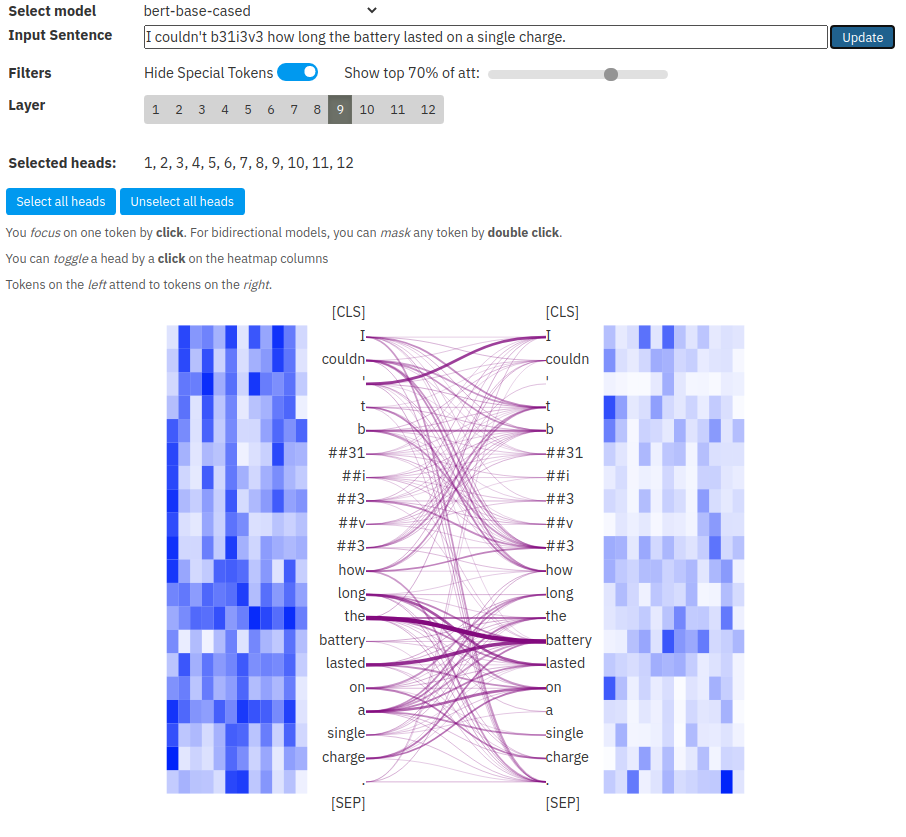 Select model bert-base-cased
Input Sentence I couldn't b31i3v3 how long the battery lasted on a single charge. Update
Filters Hide Special Tokens Show top 70% of att:
Layer 1 2 3 4 5 6 7 8 9 10 11 12
Selected heads: 1, 2, 3, 4, 5, 6, 7, 8, 9, 10, 11, 12
Select all heads Unselect all heads
You focus on one token by click. For bidirectional models, you can mask any token by double click.
You can toggle a head by a click on the heatmap columns
Tokens on the left attend to tokens on the right.
[CLS] [CLS]
I I
couldn couldn
' '
t t
b b
##31 ##31
##i ##i
##3 ##3
##v ##v
##3 ##3
how how
long long
the the
battery battery
lasted lasted
on on
a a
single single
charge charge
. .
[SEP] [SEP]